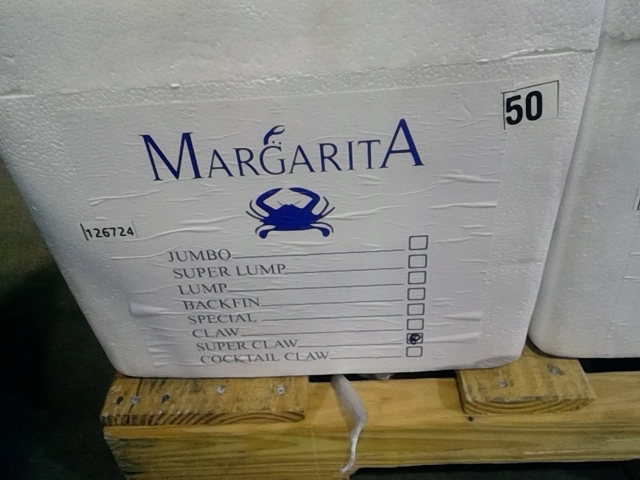 50
MARGARITA
126724
JUMBO
SUPER LUMP
LUMP
BACKFIN
SPECIAL
CLAW
SUPER CLAW
COCKTAIL CLAW